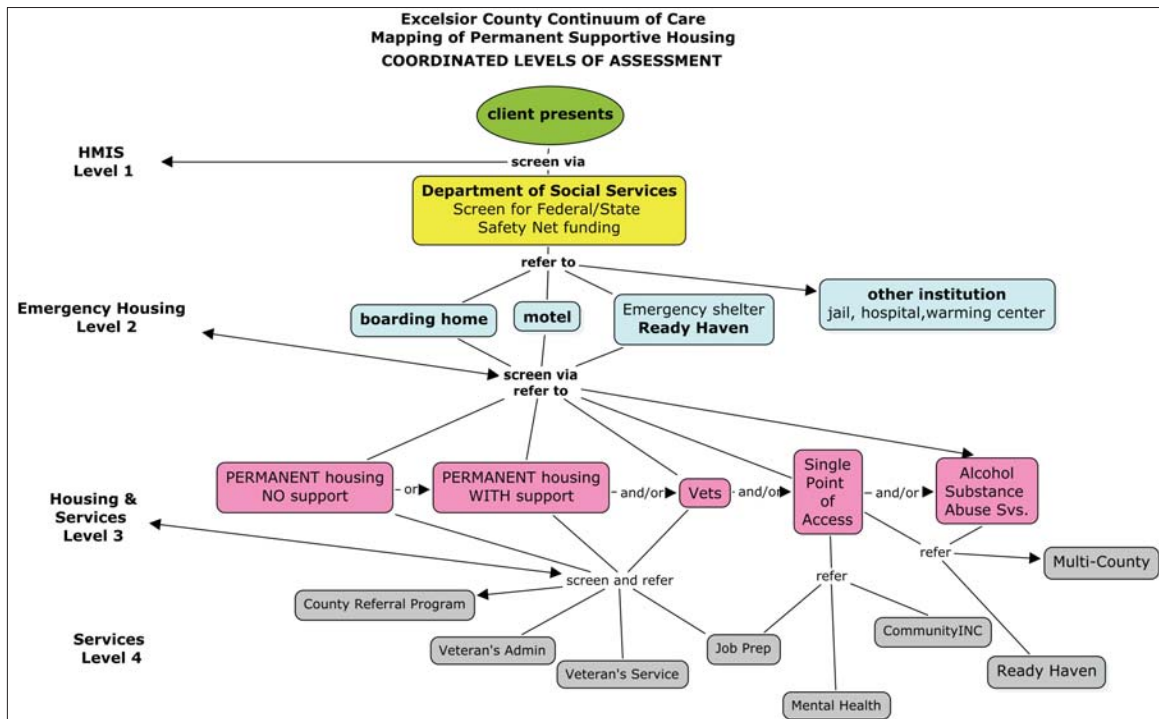 Excelsior County Continuum of Care
Mapping of Permanent Supportive Housing
COORDINATED LEVELS OF ASSESSMENT
client presents
HMIS
Level 1
screen via
Department of Social Services
Screen for Federal/State
Safety Net funding
refer to
Emergency Housing
Level 2
boarding home
motel
Emergency shelter
Ready Haven
other institution
jail, hospital,warming center
screen via
refer to
PERMANENT housing
NO support
or
PERMANENT housing
WITH support
and/or
Vets
and/or
Single
Point
of
Access
and/or
Alcohol
Substance
Abuse Svs.
Housing &
Services
Level 3
screen and refer
refer
refer
Multi-County
County Referral Program
Services
Level 4
Veteran's Admin
Veteran's Service
Job Prep
CommunityINC
Mental Health
Ready Haven